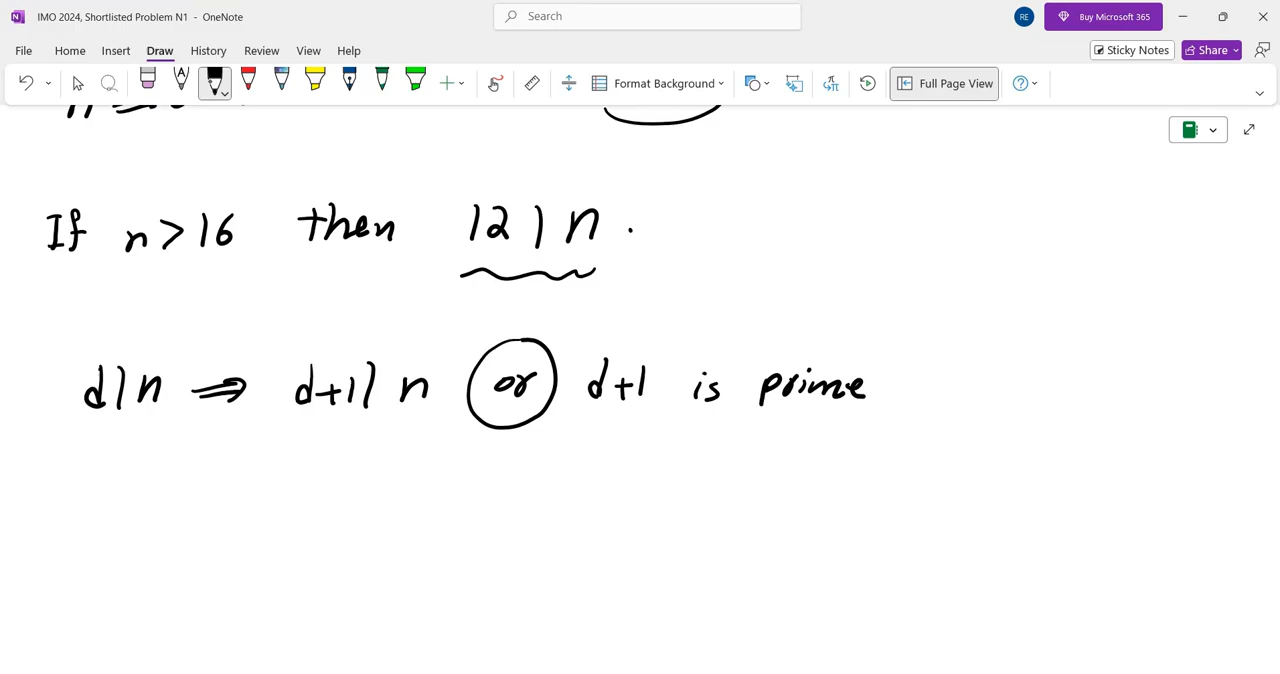 IMO 2024, Shortlisted Problem N1 - OneNote
Search
RE
Buy Microsoft 365
File Home Insert Draw History Review View Help
Sticky Notes
Share
Format Background
Full Page View
If n > 16 then 12 | n .
d | n ⇒ d+1 | n or d+1 is prime